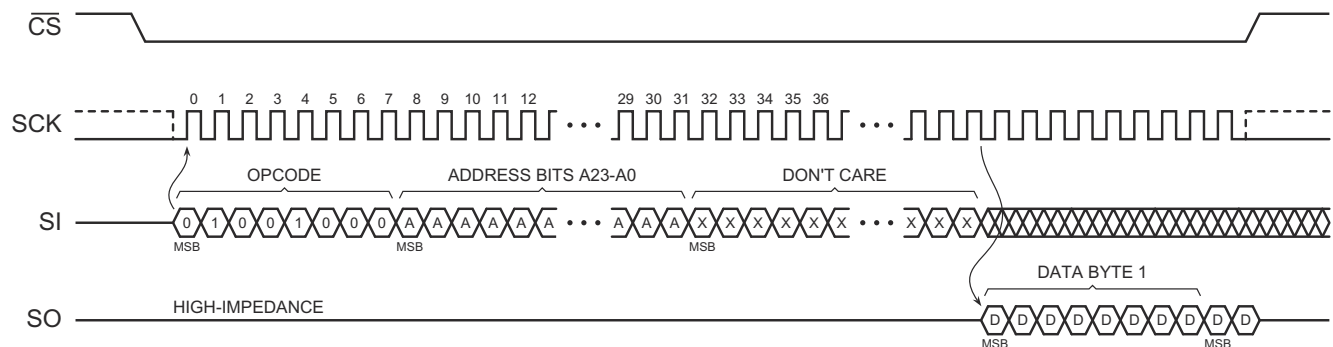 CS
0 1 2 3 4 5 6 7 8 9 10 11 12 29 30 31 32 33 34 35 36
SCK
OPCODE ADDRESS BITS A23-A0 DON'T CARE
SI 0 1 0 0 1 0 0 0 A A A A A A A A A X X X X X X X X X
MSB MSB MSB
DATA BYTE 1
HIGH-IMPEDANCE
SO D D D D D D D D D D
MSB MSB